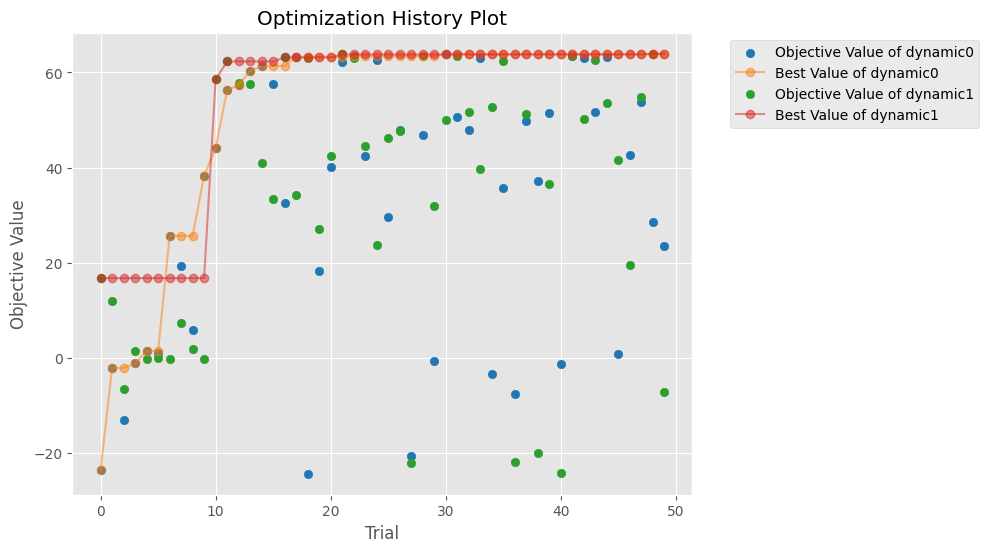 Optimization History Plot
Objective Value
60
40
20
0
−20
0 10 20 30 40 50
Trial
Objective Value of dynamic0
Best Value of dynamic0
Objective Value of dynamic1
Best Value of dynamic1